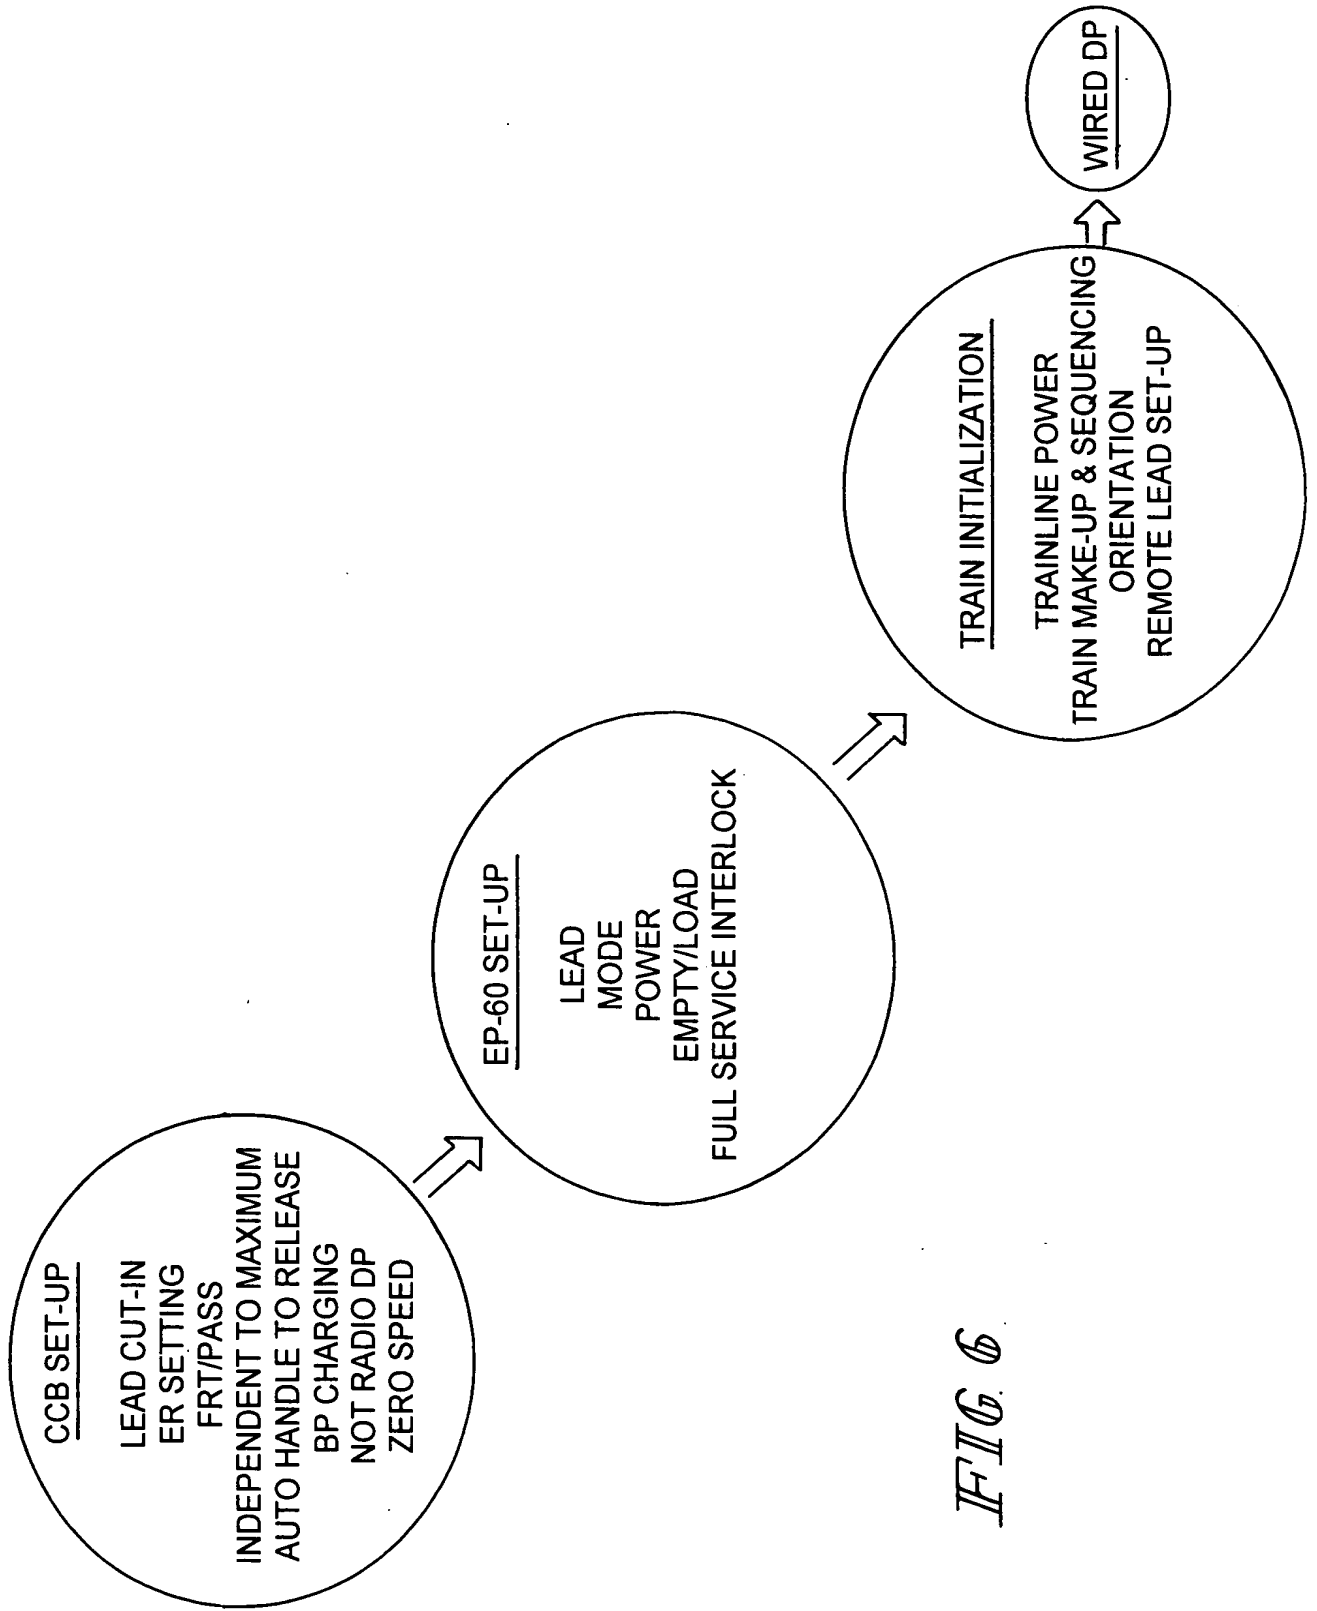 CCB SET-UP
LEAD CUT-IN
ER SETTING
FRT/PASS
INDEPENDENT TO MAXIMUM
AUTO HANDLE TO RELEASE
BP CHARGING
NOT RADIO DP
ZERO SPEED
EP-60 SET-UP
LEAD
MODE
POWER
EMPTY/LOAD
FULL SERVICE INTERLOCK
TRAIN INITIALIZATION
TRAINLINE POWER
TRAIN MAKE-UP & SEQUENCING
ORIENTATION
REMOTE LEAD SET-UP
WIRED DP
FIG. 6